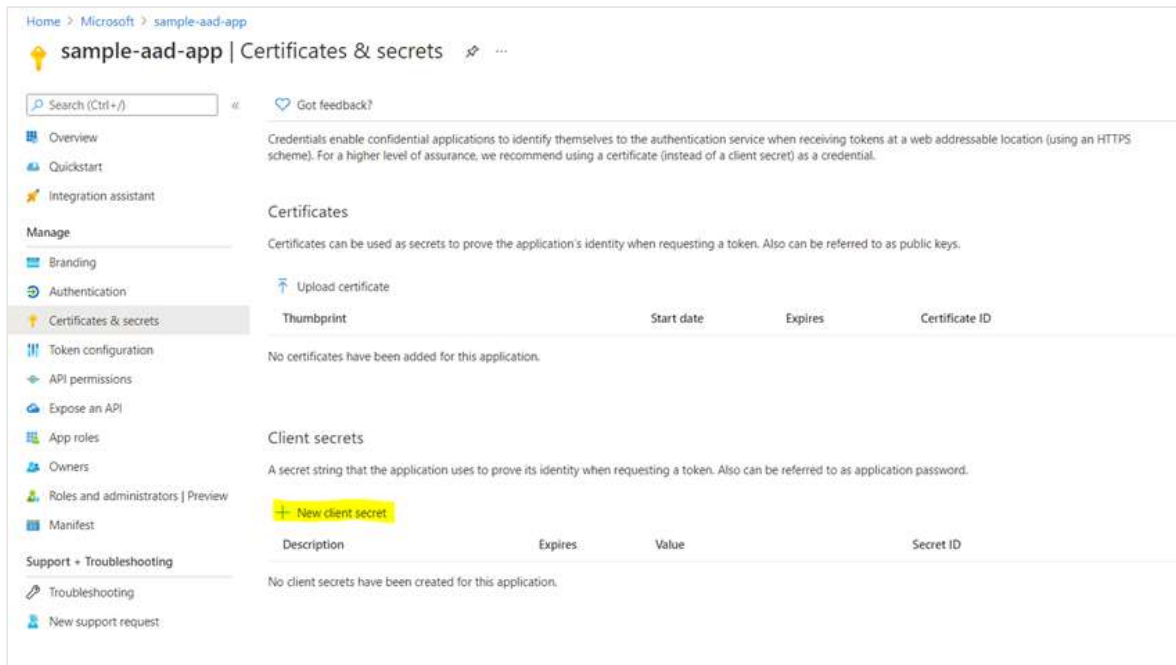 Home > Microsoft > sample-aad-app
sample-aad-app | Certificates & secrets
Search (Ctrl+/)
Overview
Quickstart
Integration assistant
Manage
Branding
Authentication
Certificates & secrets
Token configuration
API permissions
Expose an API
App roles
Owners
Roles and administrators | Preview
Manifest
Support + Troubleshooting
Troubleshooting
New support request
Got feedback?
Credentials enable confidential applications to identify themselves to the authentication service when receiving tokens at a web addressable location (using an HTTPS
scheme). For a higher level of assurance, we recommend using a certificate (instead of a client secret) as a credential.
Certificates
Certificates can be used as secrets to prove the application's identity when requesting a token. Also can be referred to as public keys.
Upload certificate
Thumbprint Start date Expires Certificate ID
No certificates have been added for this application.
Client secrets
A secret string that the application uses to prove its identity when requesting a token. Also can be referred to as application password.
New client secret
Description Expires Value Secret ID
No client secrets have been created for this application.